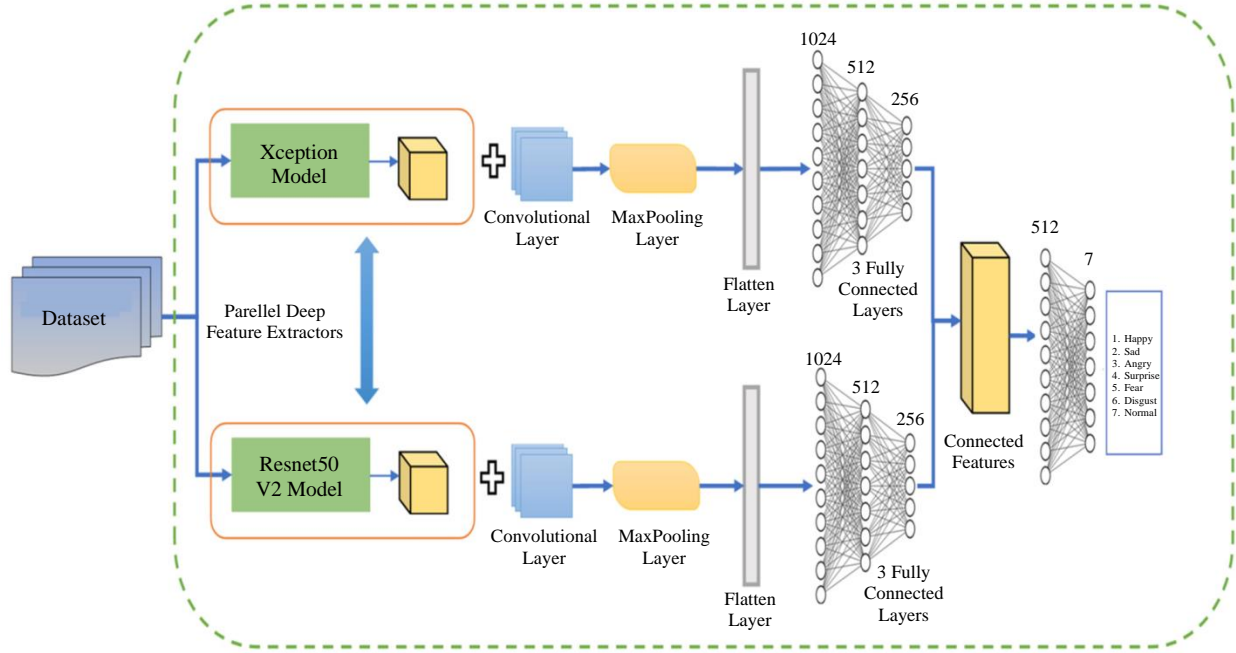 Dataset
Parellel Deep
Feature Extractors
Xception
Model
Convolutional
Layer
MaxPooling
Layer
Flatten
Layer
1024
512
256
3 Fully
Connected
Layers
Resnet50
V2 Model
Convolutional
Layer
MaxPooling
Layer
Flatten
Layer
1024
512
256
3 Fully
Connected
Layers
Connected
Features
512
7
1. Happy
2. Sad
3. Angry
4. Surprise
5. Fear
6. Disgust
7. Normal